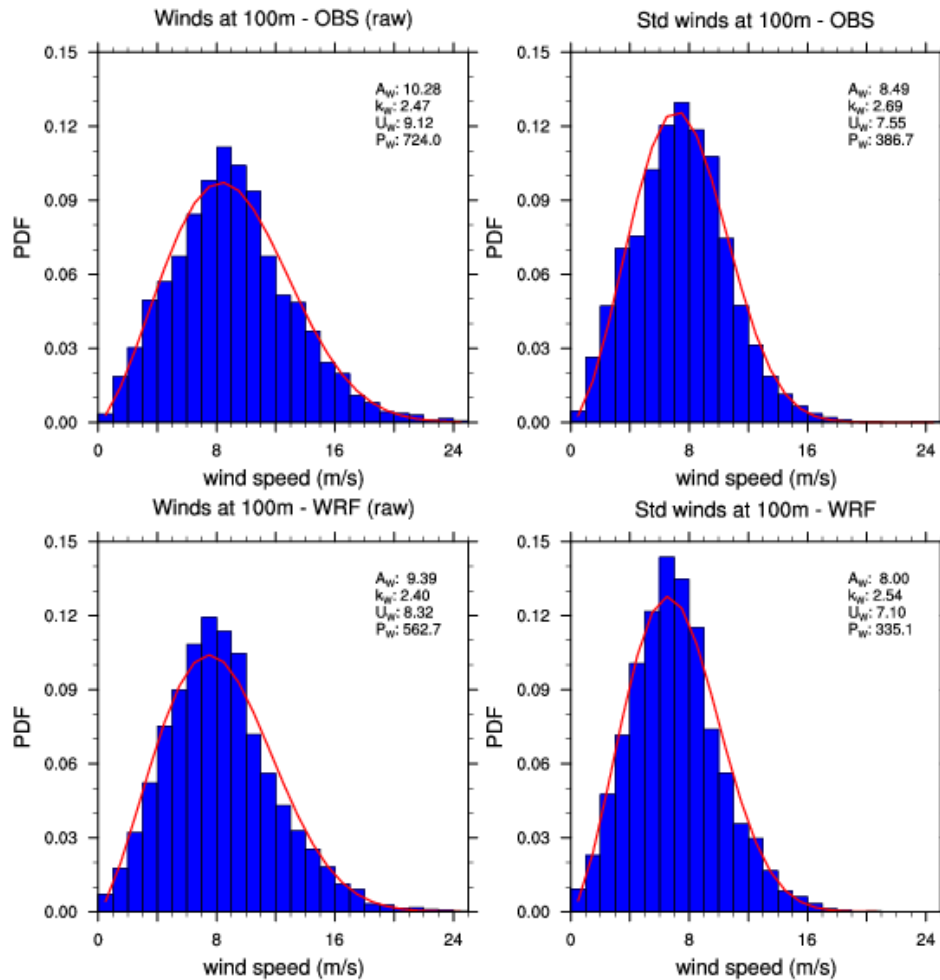 Winds at 100m - OBS (raw)
0.15
0.12
0.09
0.06
0.03
0.00
PDF
A_W: 10.28
k_W: 2.47
U_W: 9.12
P_W: 724.0
0 8 16 24
wind speed (m/s)
Std winds at 100m - OBS
0.15
0.12
0.09
0.06
0.03
0.00
PDF
A_W: 8.49
k_W: 2.69
U_W: 7.55
P_W: 386.7
0 8 16 24
wind speed (m/s)
Winds at 100m - WRF (raw)
0.15
0.12
0.09
0.06
0.03
0.00
PDF
A_W: 9.39
k_W: 2.40
U_W: 8.32
P_W: 562.7
0 8 16 24
wind speed (m/s)
Std winds at 100m - WRF
0.15
0.12
0.09
0.06
0.03
0.00
PDF
A_W: 8.00
k_W: 2.54
U_W: 7.10
P_W: 335.1
0 8 16 24
wind speed (m/s)